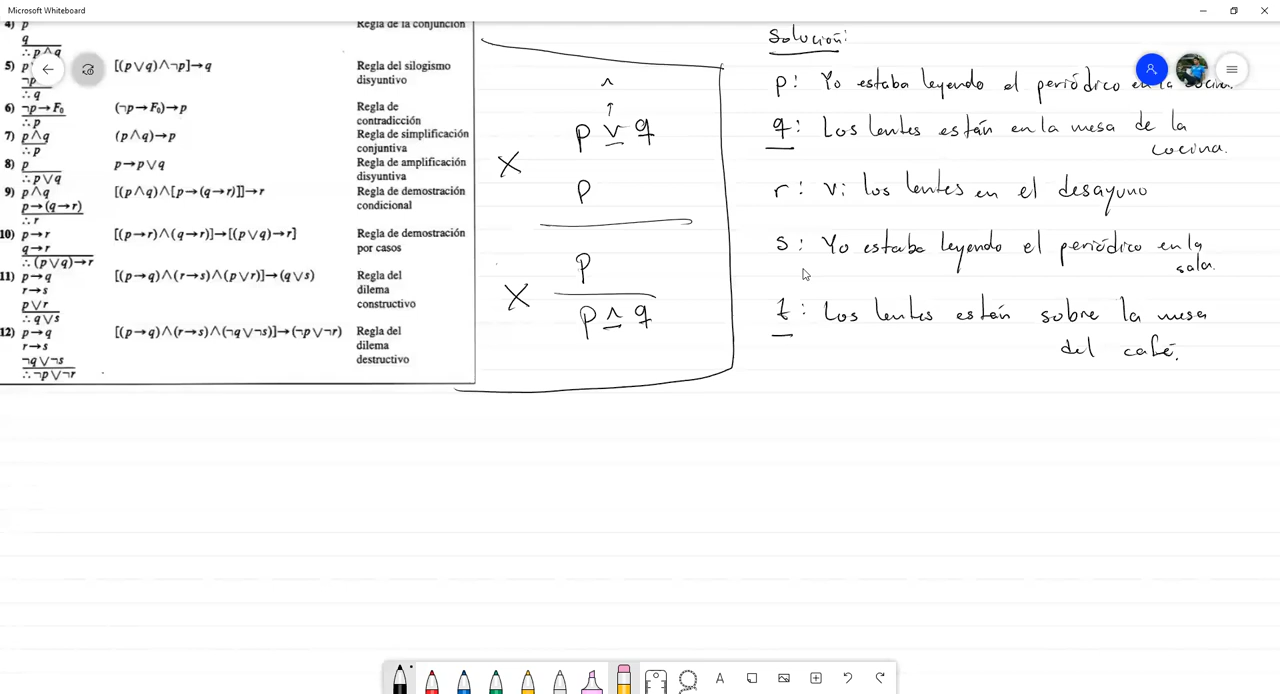 Microsoft Whiteboard
4) p Regla de la conjunción
q
∴ p∧q
5) p [(p∨q)∧¬p]→q Regla del silogismo
¬p disyuntivo
∴ q
6) ¬p→F₀ (¬p→F₀)→p Regla de
∴ p contradicción
7) p∧q (p∧q)→p Regla de simplificación
∴ p conjuntiva
8) p p→p∨q Regla de amplificación
∴ p∨q disyuntiva
9) p∧q [(p∧q)∧[p→(q→r)]]→r Regla de demostración
p→(q→r) condicional
∴ r
10) p→r [(p→r)∧(q→r)]→[(p∨q)→r] Regla de demostración
q→r por casos
∴ (p∨q)→r
11) p→q [(p→q)∧(r→s)∧(p∨r)]→(q∨s) Regla del
r→s dilema
p∨r constructivo
∴ q∨s
12) p→q [(p→q)∧(r→s)∧(¬q∨¬s)]→(¬p∨¬r) Regla del
r→s dilema
¬q∨¬s destructivo
∴ ¬p∨¬r
∧
↑
p ∨ q
X
p
p
X
p ∧ q
Solución:
p: Yo estaba leyendo el periódico en la cocina.
q: Los lentes están en la mesa de la
cocina.
r: Vi los lentes en el desayuno
s: Yo estaba leyendo el periódico en la
sala.
t: Los lentes están sobre la mesa
del café.
A